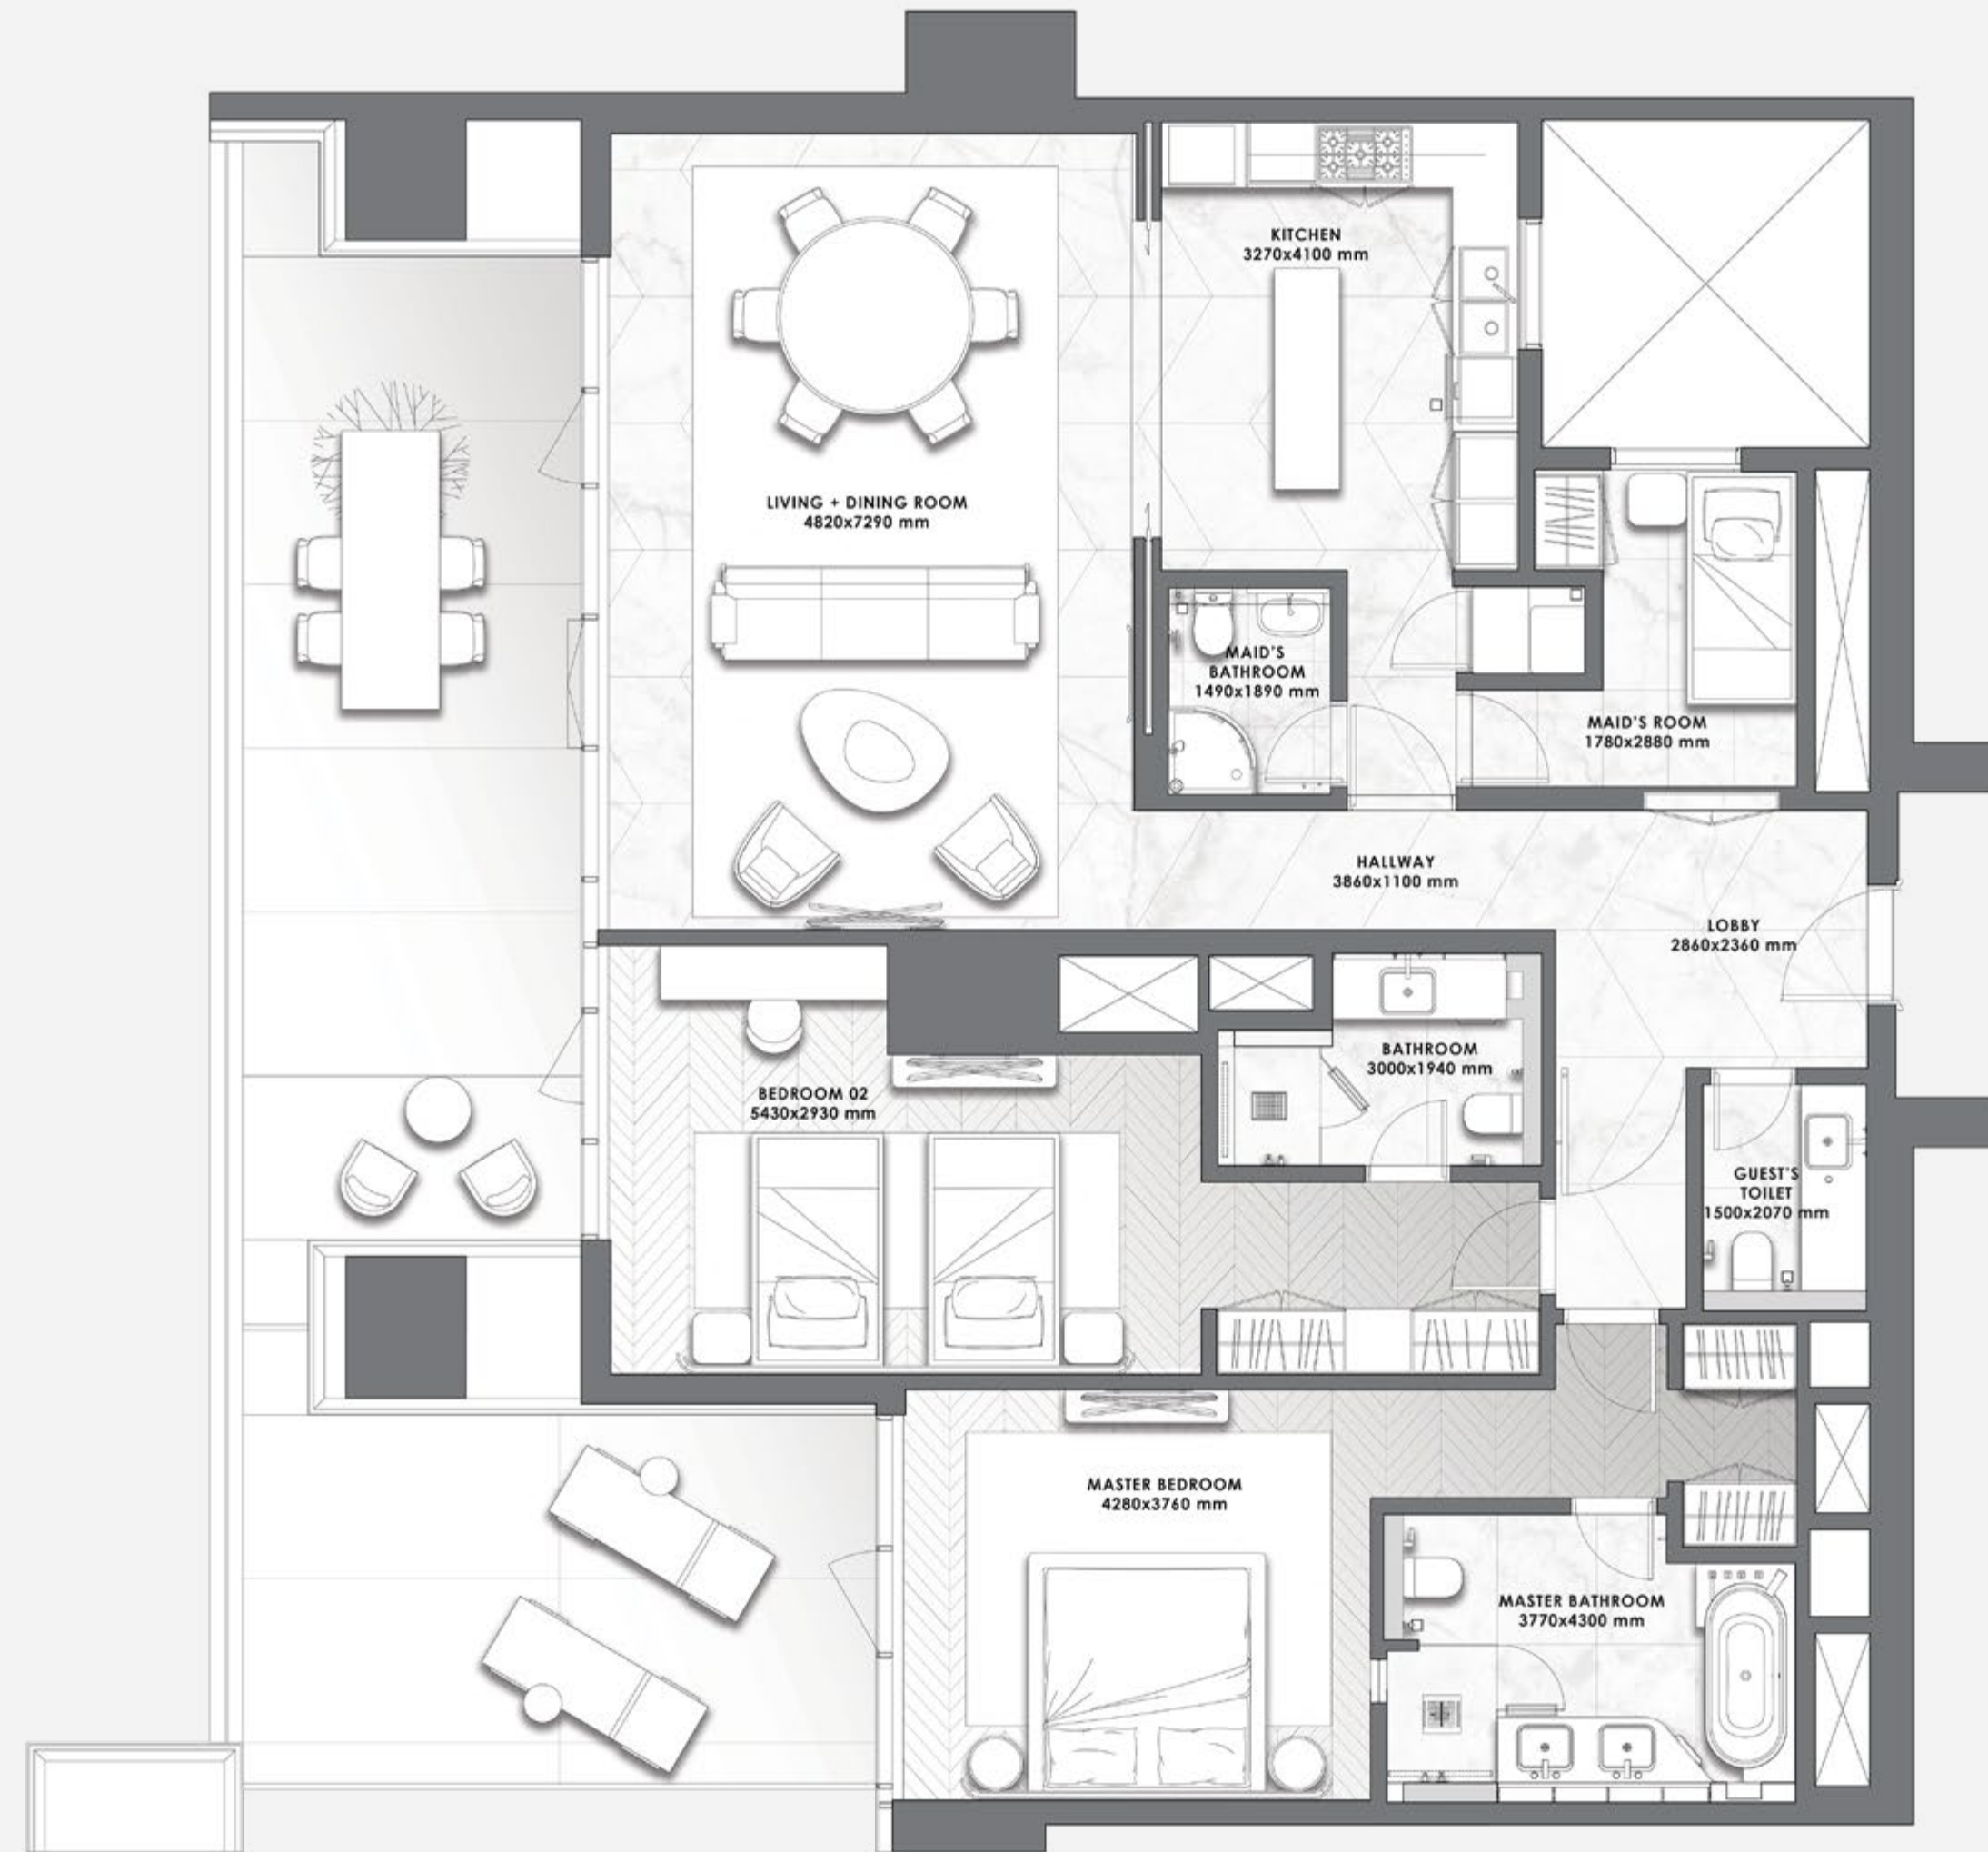 KITCHEN
3270x4100 mm
LIVING + DINING ROOM
4820x7290 mm
MAID'S
BATHROOM
1490x1890 mm
MAID'S ROOM
1780x2880 mm
HALLWAY
3860x1100 mm
LOBBY
2860x2360 mm
BATHROOM
3000x1940 mm
BEDROOM 02
5430x2930 mm
GUEST'S
TOILET
1500x2070 mm
MASTER BEDROOM
4280x3760 mm
MASTER BATHROOM
3770x4300 mm